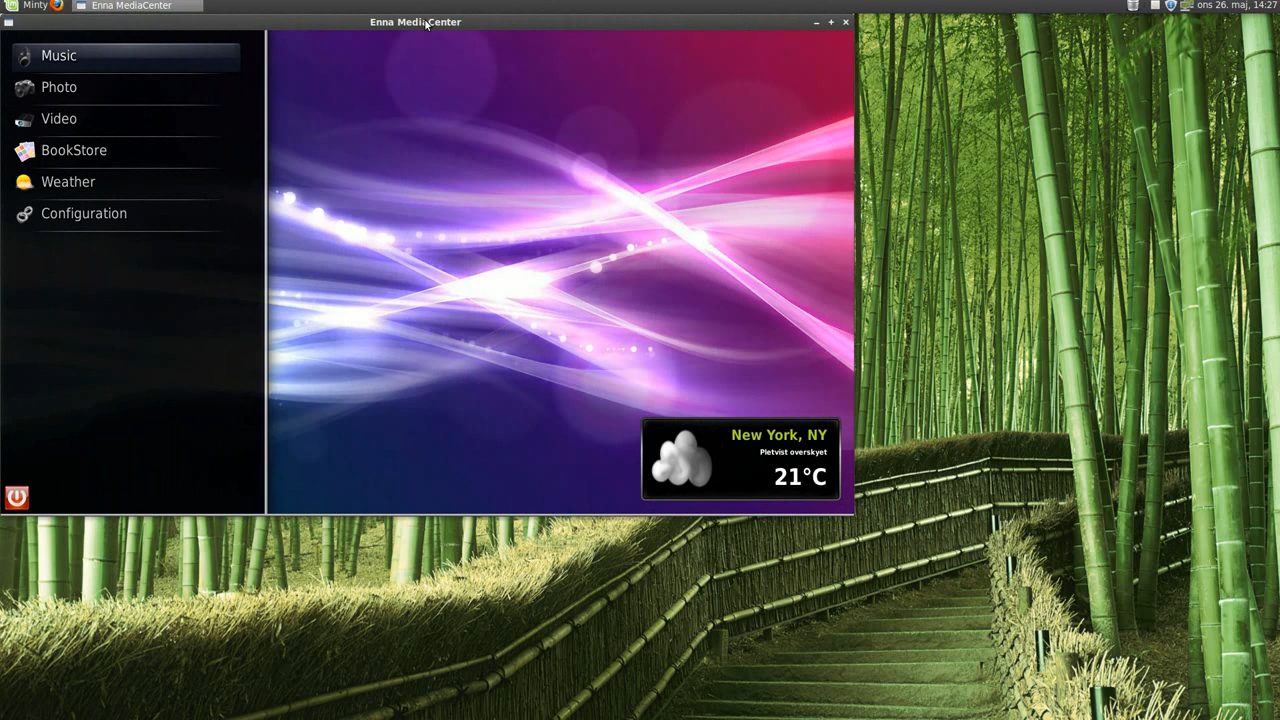 Minty
Enna MediaCenter
ons 26. maj, 14:27
Enna MediaCenter
Music
Photo
Video
BookStore
Weather
Configuration
New York, NY
Pletvist overskyet
21°C